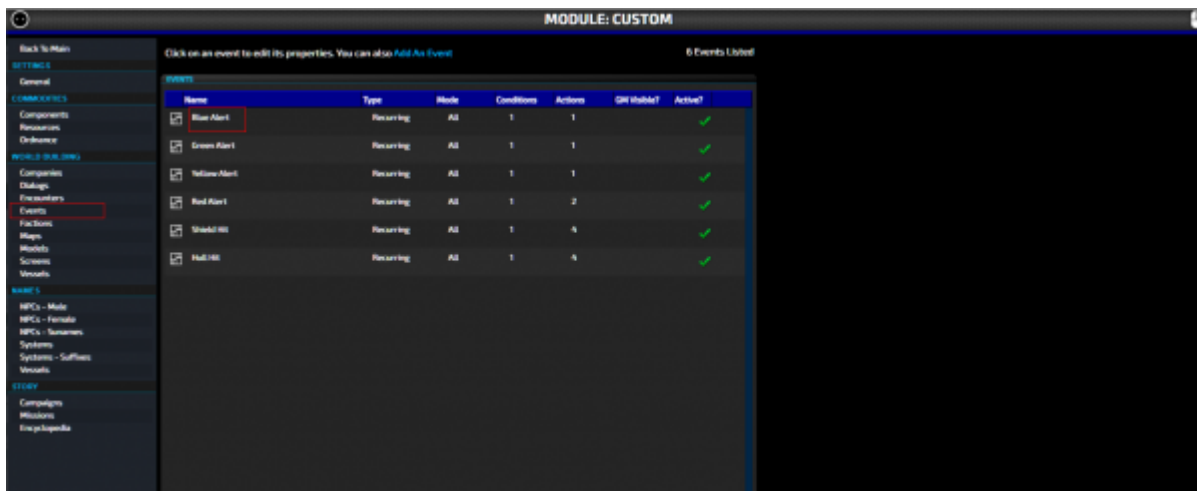 MODULE: CUSTOM
Back To Main
SETTINGS
General
COMMODITIES
Components
Resources
Ordnance
WORLD BUILDING
Companies
Dialogs
Encounters
Events
Factions
Maps
Models
Screens
Vessels
NAMES
NPCs - Male
NPCs - Female
NPCs - Surnames
Systems
Systems - Suffixes
Vessels
STORY
Campaigns
Missions
Encyclopedia
Click on an event to edit its properties. You can also Add An Event
6 Events Listed
EVENTS
Name Type Mode Conditions Actions GM Visible? Active?
Blue Alert Recurring All 1 1
Green Alert Recurring All 1 1
Yellow Alert Recurring All 1 1
Red Alert Recurring All 1 2
Shield Hit Recurring All 1 4
Hull Hit Recurring All 1 4